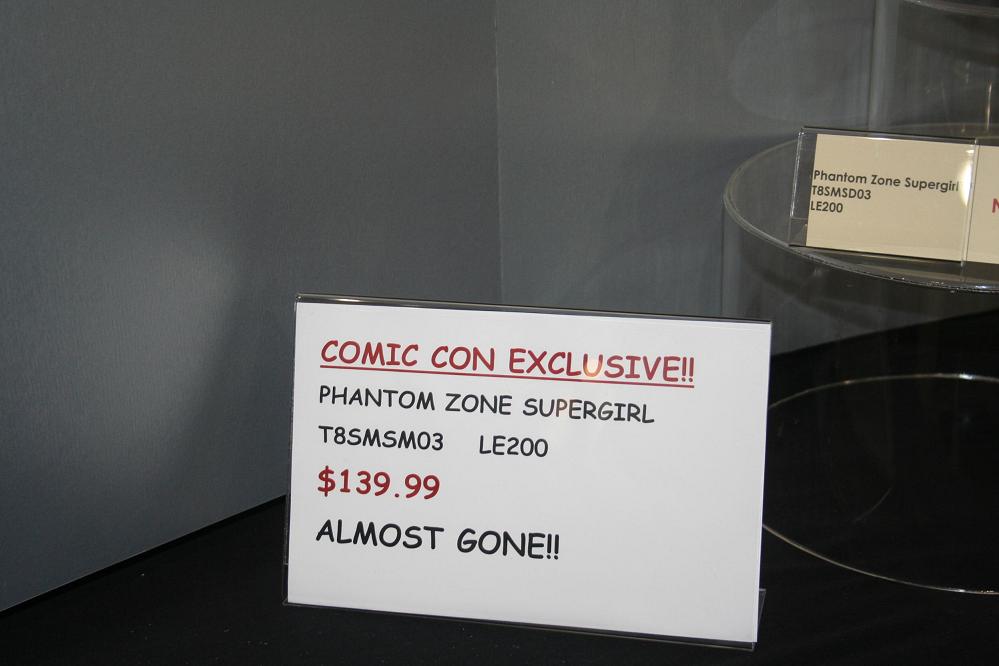 COMIC CON EXCLUSIVE!!
PHANTOM ZONE SUPERGIRL
T8SMSM03 LE200
$139.99
ALMOST GONE!!
Phantom Zone Supergirl
T8SMSD03
LE200